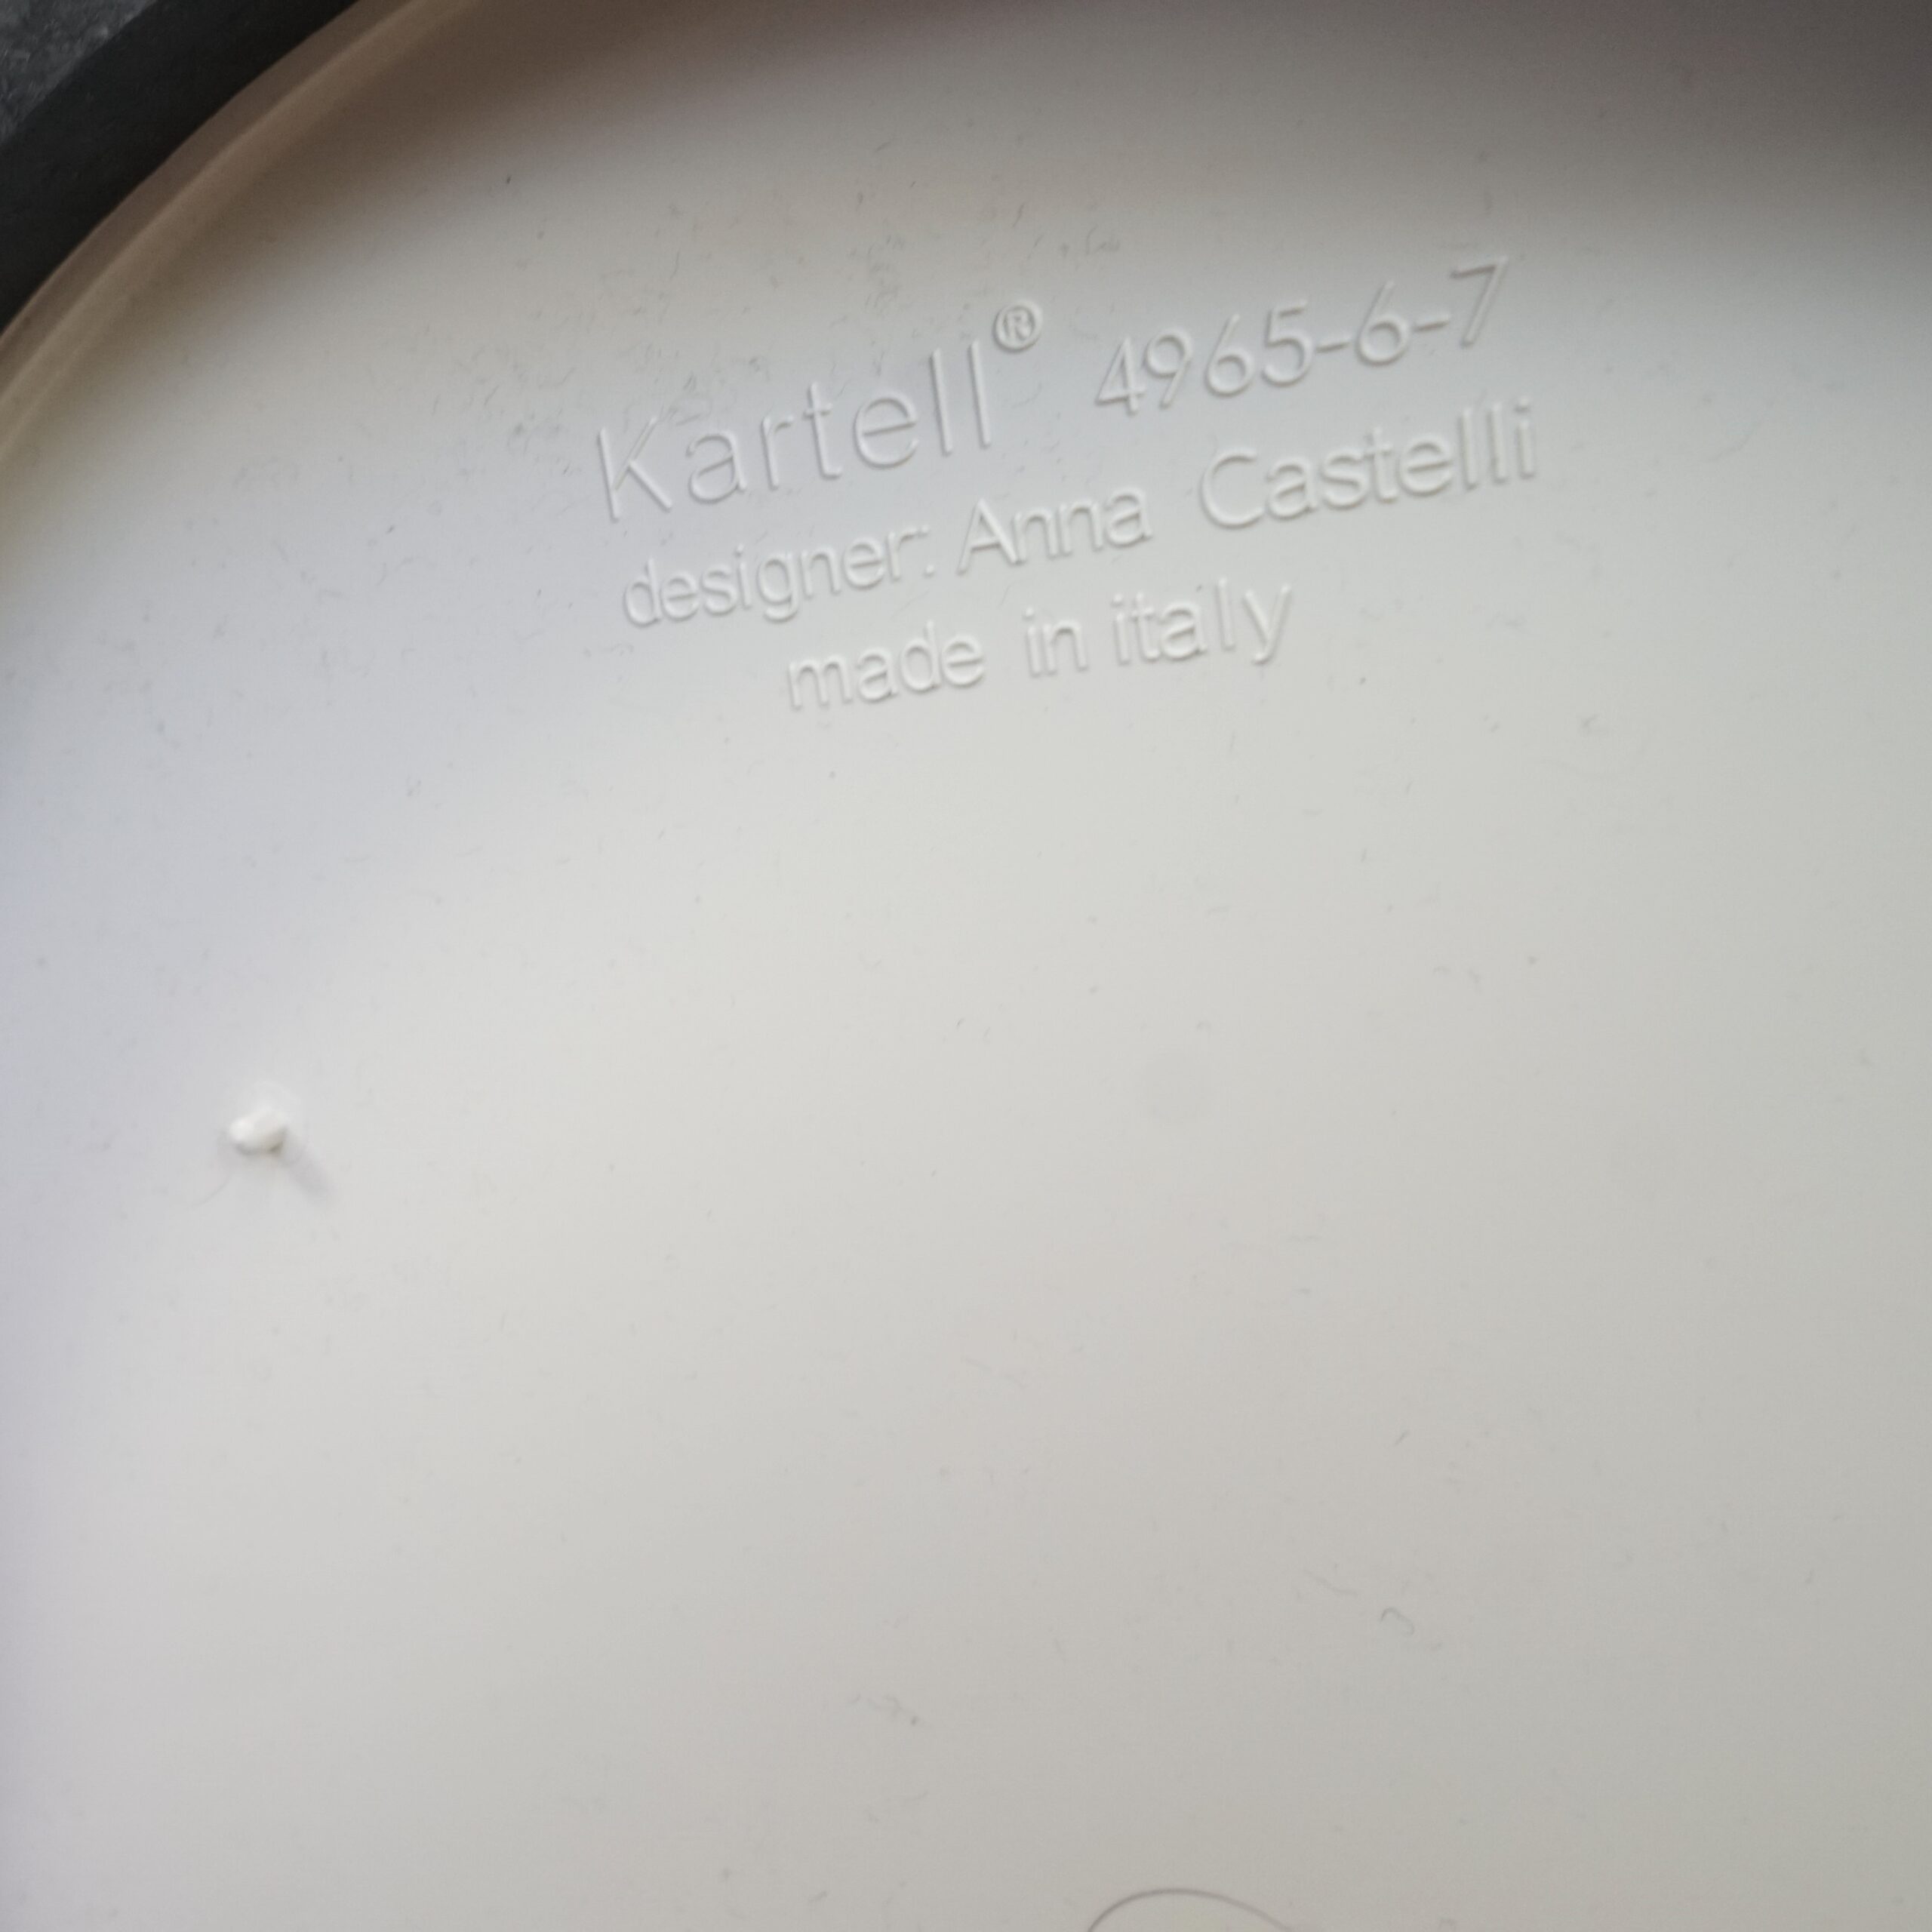 Kartell® 4965-6-7
designer: Anna Castelli
made in italy